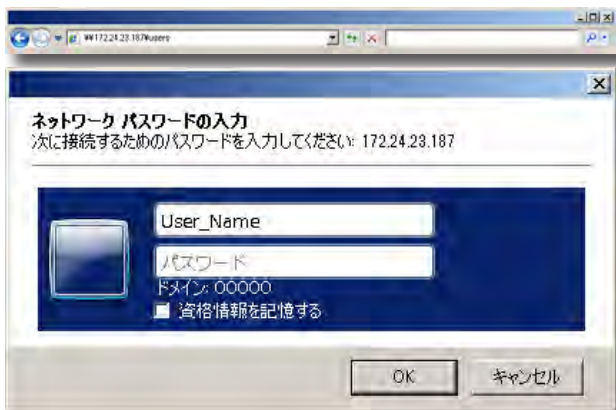 ¥¥172.24.23.187¥users
ネットワーク パスワードの入力
次に接続するためのパスワードを入力してください: 172.24.23.187
User_Name
パスワード
ドメイン: 00000
資格情報を記憶する
OK
キャンセル